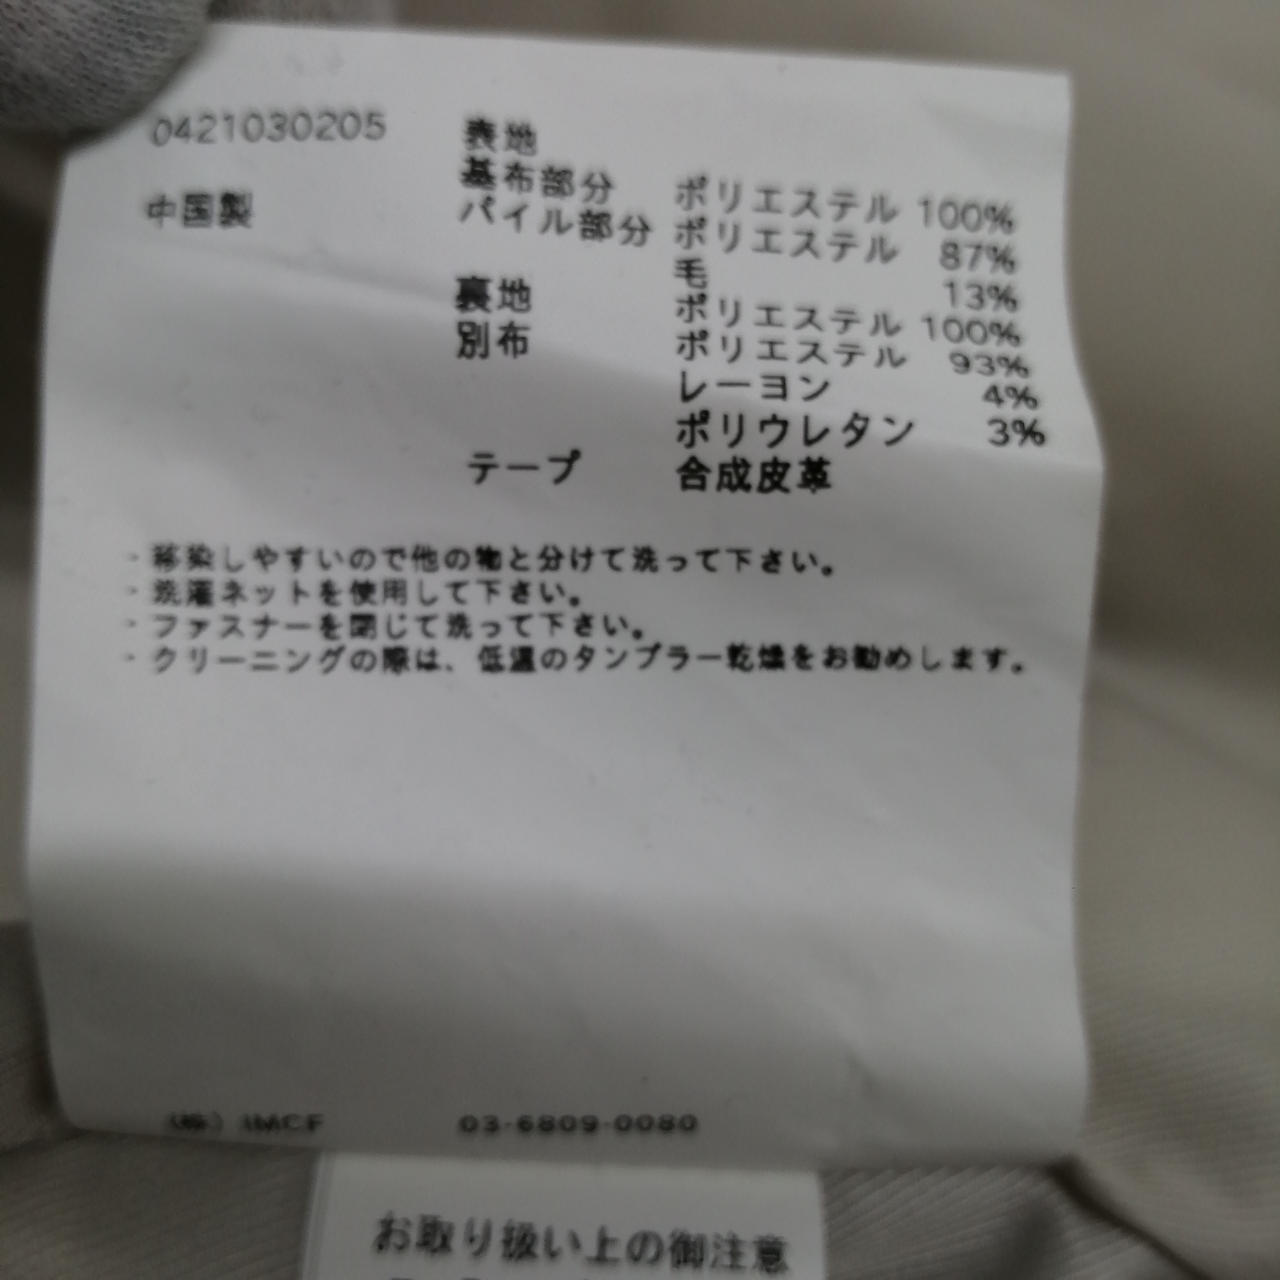 0421030205
中国製
表地
基布部分 ポリエステル 100%
パイル部分 ポリエステル 87%
毛 13%
裏地 ポリエステル 100%
別布 ポリエステル 93%
レーヨン 4%
ポリウレタン 3%
テープ 合成皮革
・移染しやすいので他の物と分けて洗って下さい。
・洗濯ネットを使用して下さい。
・ファスナーを閉じて洗って下さい。
・クリーニングの際は、低温のタンブラー乾燥をお勧めします。
(株) IMCF 03-6809-0080
お取り扱い上の御注意